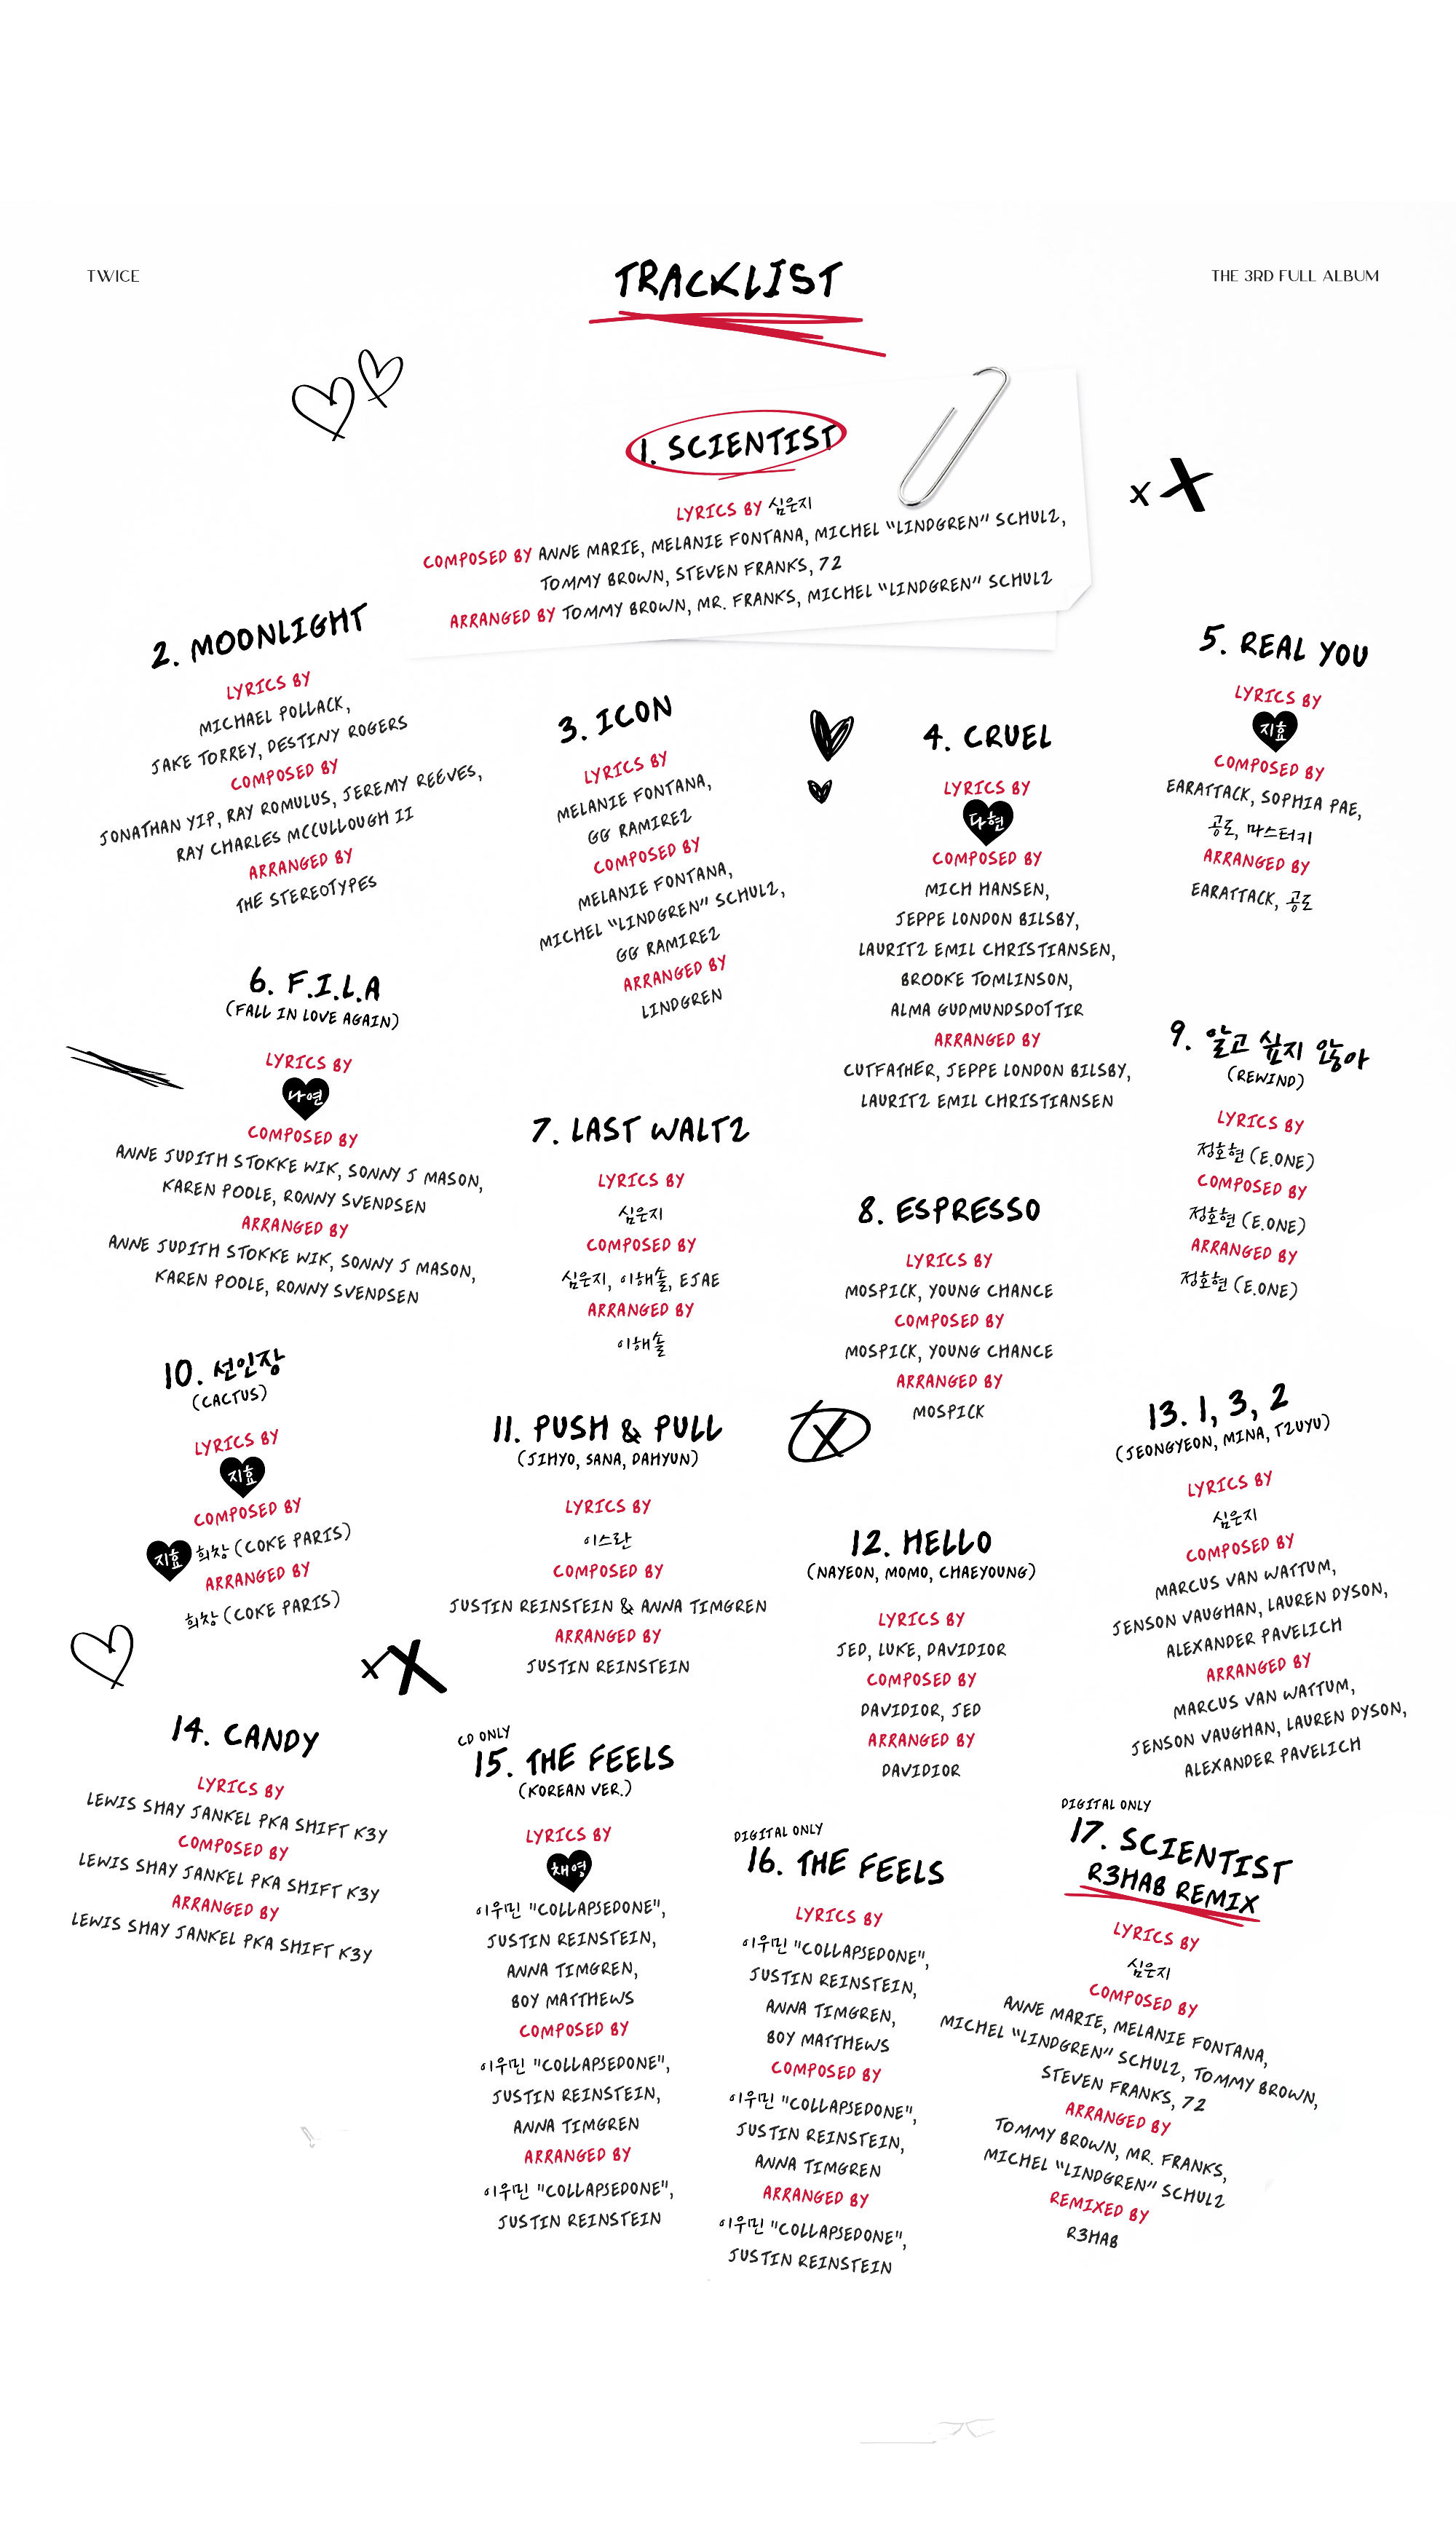 TWICE
TRACKLIST
THE 3RD FULL ALBUM
1. SCIENTIST
LYRICS BY 심은지
COMPOSED BY ANNE MARIE, MELANIE FONTANA, MICHEL “LINDGREN” SCHULZ,
TOMMY BROWN, STEVEN FRANKS, 72
ARRANGED BY TOMMY BROWN, MR. FRANKS, MICHEL “LINDGREN” SCHULZ
2. MOONLIGHT
LYRICS BY
MICHAEL POLLACK,
JAKE TORREY, DESTINY ROGERS
COMPOSED BY
JONATHAN YIP, RAY ROMULUS, JEREMY REEVES,
RAY CHARLES MCCULLOUGH II
ARRANGED BY
THE STEREOTYPES
3. ICON
LYRICS BY
MELANIE FONTANA,
GG RAMIREZ
COMPOSED BY
MELANIE FONTANA,
MICHEL “LINDGREN” SCHULZ,
GG RAMIREZ
ARRANGED BY
LINDGREN
4. CRUEL
LYRICS BY
다현
COMPOSED BY
MICH HANSEN,
JEPPE LONDON BILSBY,
LAURITZ EMIL CHRISTIANSEN,
BROOKE TOMLINSON,
ALMA GUDMUNDSDOTTIR
ARRANGED BY
CUTFATHER, JEPPE LONDON BILSBY,
LAURITZ EMIL CHRISTIANSEN
5. REAL YOU
LYRICS BY
지효
COMPOSED BY
EARATTACK, SOPHIA PAE,
공도, 마스터키
ARRANGED BY
EARATTACK, 공도
6. F.I.L.A
(FALL IN LOVE AGAIN)
LYRICS BY
나연
COMPOSED BY
ANNE JUDITH STOKKE WIK, SONNY J MASON,
KAREN POOLE, RONNY SVENDSEN
ARRANGED BY
ANNE JUDITH STOKKE WIK, SONNY J MASON,
KAREN POOLE, RONNY SVENDSEN
7. LAST WALTZ
LYRICS BY
심은지
COMPOSED BY
심은지, 이해솔, EJAE
ARRANGED BY
이해솔
8. ESPRESSO
LYRICS BY
MOSPICK, YOUNG CHANCE
COMPOSED BY
MOSPICK, YOUNG CHANCE
ARRANGED BY
MOSPICK
9. 알고 싶지 않아
(REWIND)
LYRICS BY
정호현 (E.ONE)
COMPOSED BY
정호현 (E.ONE)
ARRANGED BY
정호현 (E.ONE)
10. 선인장
(CACTUS)
LYRICS BY
지효
COMPOSED BY
지효 희창 (COKE PARIS)
ARRANGED BY
희창 (COKE PARIS)
11. PUSH & PULL
(JIHYO, SANA, DAHYUN)
LYRICS BY
이스란
COMPOSED BY
JUSTIN REINSTEIN & ANNA TIMGREN
ARRANGED BY
JUSTIN REINSTEIN
12. HELLO
(NAYEON, MOMO, CHAEYOUNG)
LYRICS BY
JED, LUKE, DAVIDIOR
COMPOSED BY
DAVIDIOR, JED
ARRANGED BY
DAVIDIOR
13. 1, 3, 2
(JEONGYEON, MINA, TZUYU)
LYRICS BY
심은지
COMPOSED BY
MARCUS VAN WATTUM,
JENSON VAUGHAN, LAUREN DYSON,
ALEXANDER PAVELICH
ARRANGED BY
MARCUS VAN WATTUM,
JENSON VAUGHAN, LAUREN DYSON,
ALEXANDER PAVELICH
14. CANDY
LYRICS BY
LEWIS SHAY JANKEL PKA SHIFT K3Y
COMPOSED BY
LEWIS SHAY JANKEL PKA SHIFT K3Y
ARRANGED BY
LEWIS SHAY JANKEL PKA SHIFT K3Y
CD ONLY
15. THE FEELS
(KOREAN VER.)
LYRICS BY
채영
이우민 "COLLAPSEDONE",
JUSTIN REINSTEIN,
ANNA TIMGREN,
BOY MATTHEWS
COMPOSED BY
이우민 "COLLAPSEDONE",
JUSTIN REINSTEIN,
ANNA TIMGREN
ARRANGED BY
이우민 "COLLAPSEDONE",
JUSTIN REINSTEIN
DIGITAL ONLY
16. THE FEELS
LYRICS BY
이우민 "COLLAPSEDONE",
JUSTIN REINSTEIN,
ANNA TIMGREN,
BOY MATTHEWS
COMPOSED BY
이우민 "COLLAPSEDONE",
JUSTIN REINSTEIN,
ANNA TIMGREN
ARRANGED BY
이우민 "COLLAPSEDONE",
JUSTIN REINSTEIN
DIGITAL ONLY
17. SCIENTIST
R3HAB REMIX
LYRICS BY
심은지
COMPOSED BY
ANNE MARIE, MELANIE FONTANA,
MICHEL “LINDGREN” SCHULZ, TOMMY BROWN,
STEVEN FRANKS, 72
ARRANGED BY
TOMMY BROWN, MR. FRANKS,
MICHEL “LINDGREN” SCHULZ
REMIXED BY
R3HAB